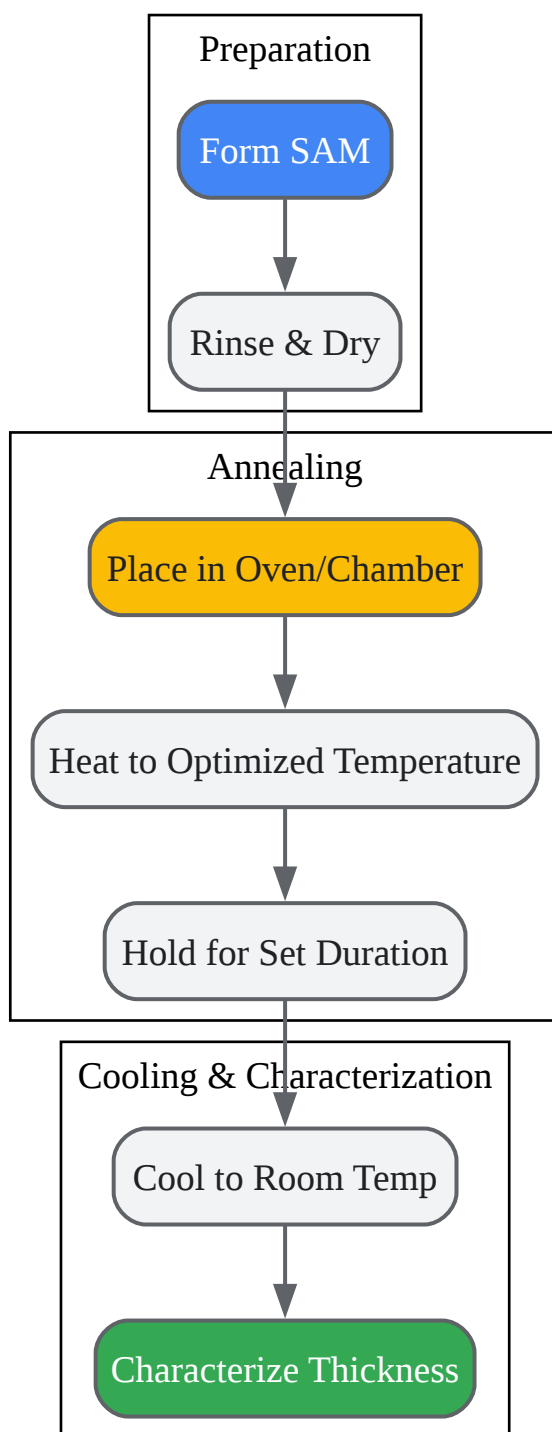 Preparation
Form SAM
Rinse & Dry
Annealing
Place in Oven/Chamber
Heat to Optimized Temperature
Hold for Set Duration
Cooling & Characterization
Cool to Room Temp
Characterize Thickness